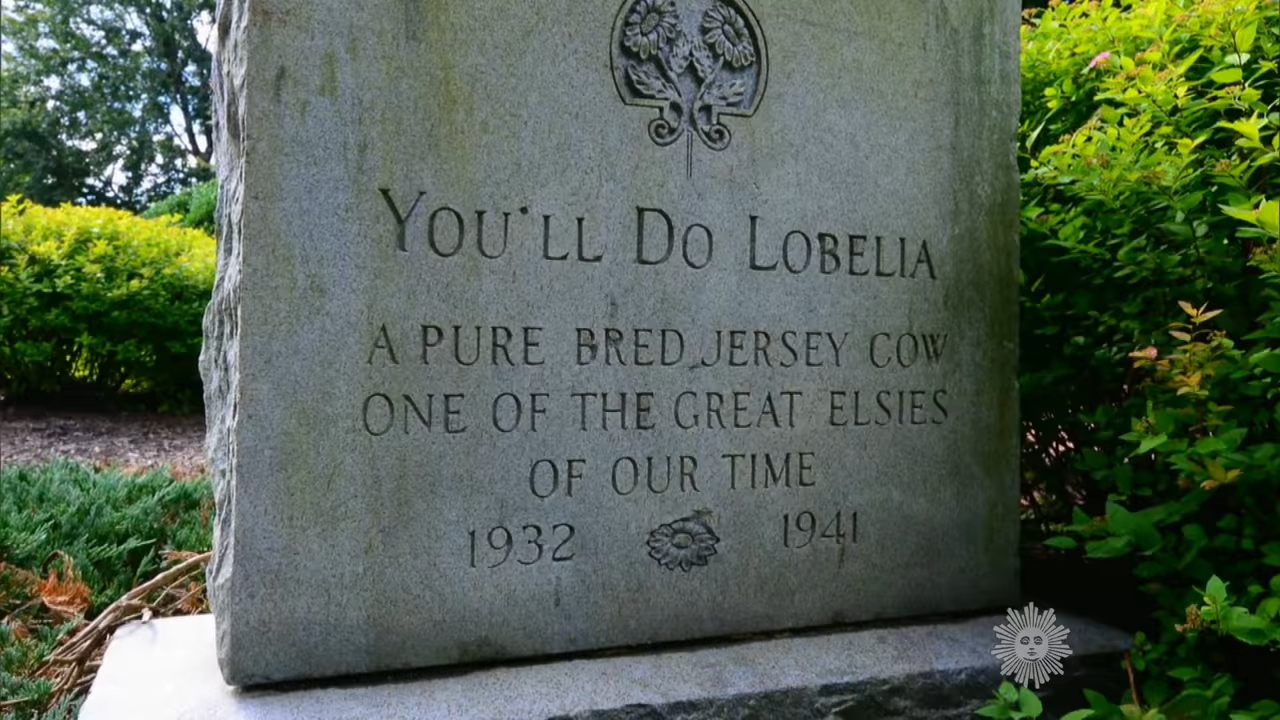 YOU'LL DO LOBELIA
A PURE BRED JERSEY COW
ONE OF THE GREAT ELSIES
OF OUR TIME
1932 1941